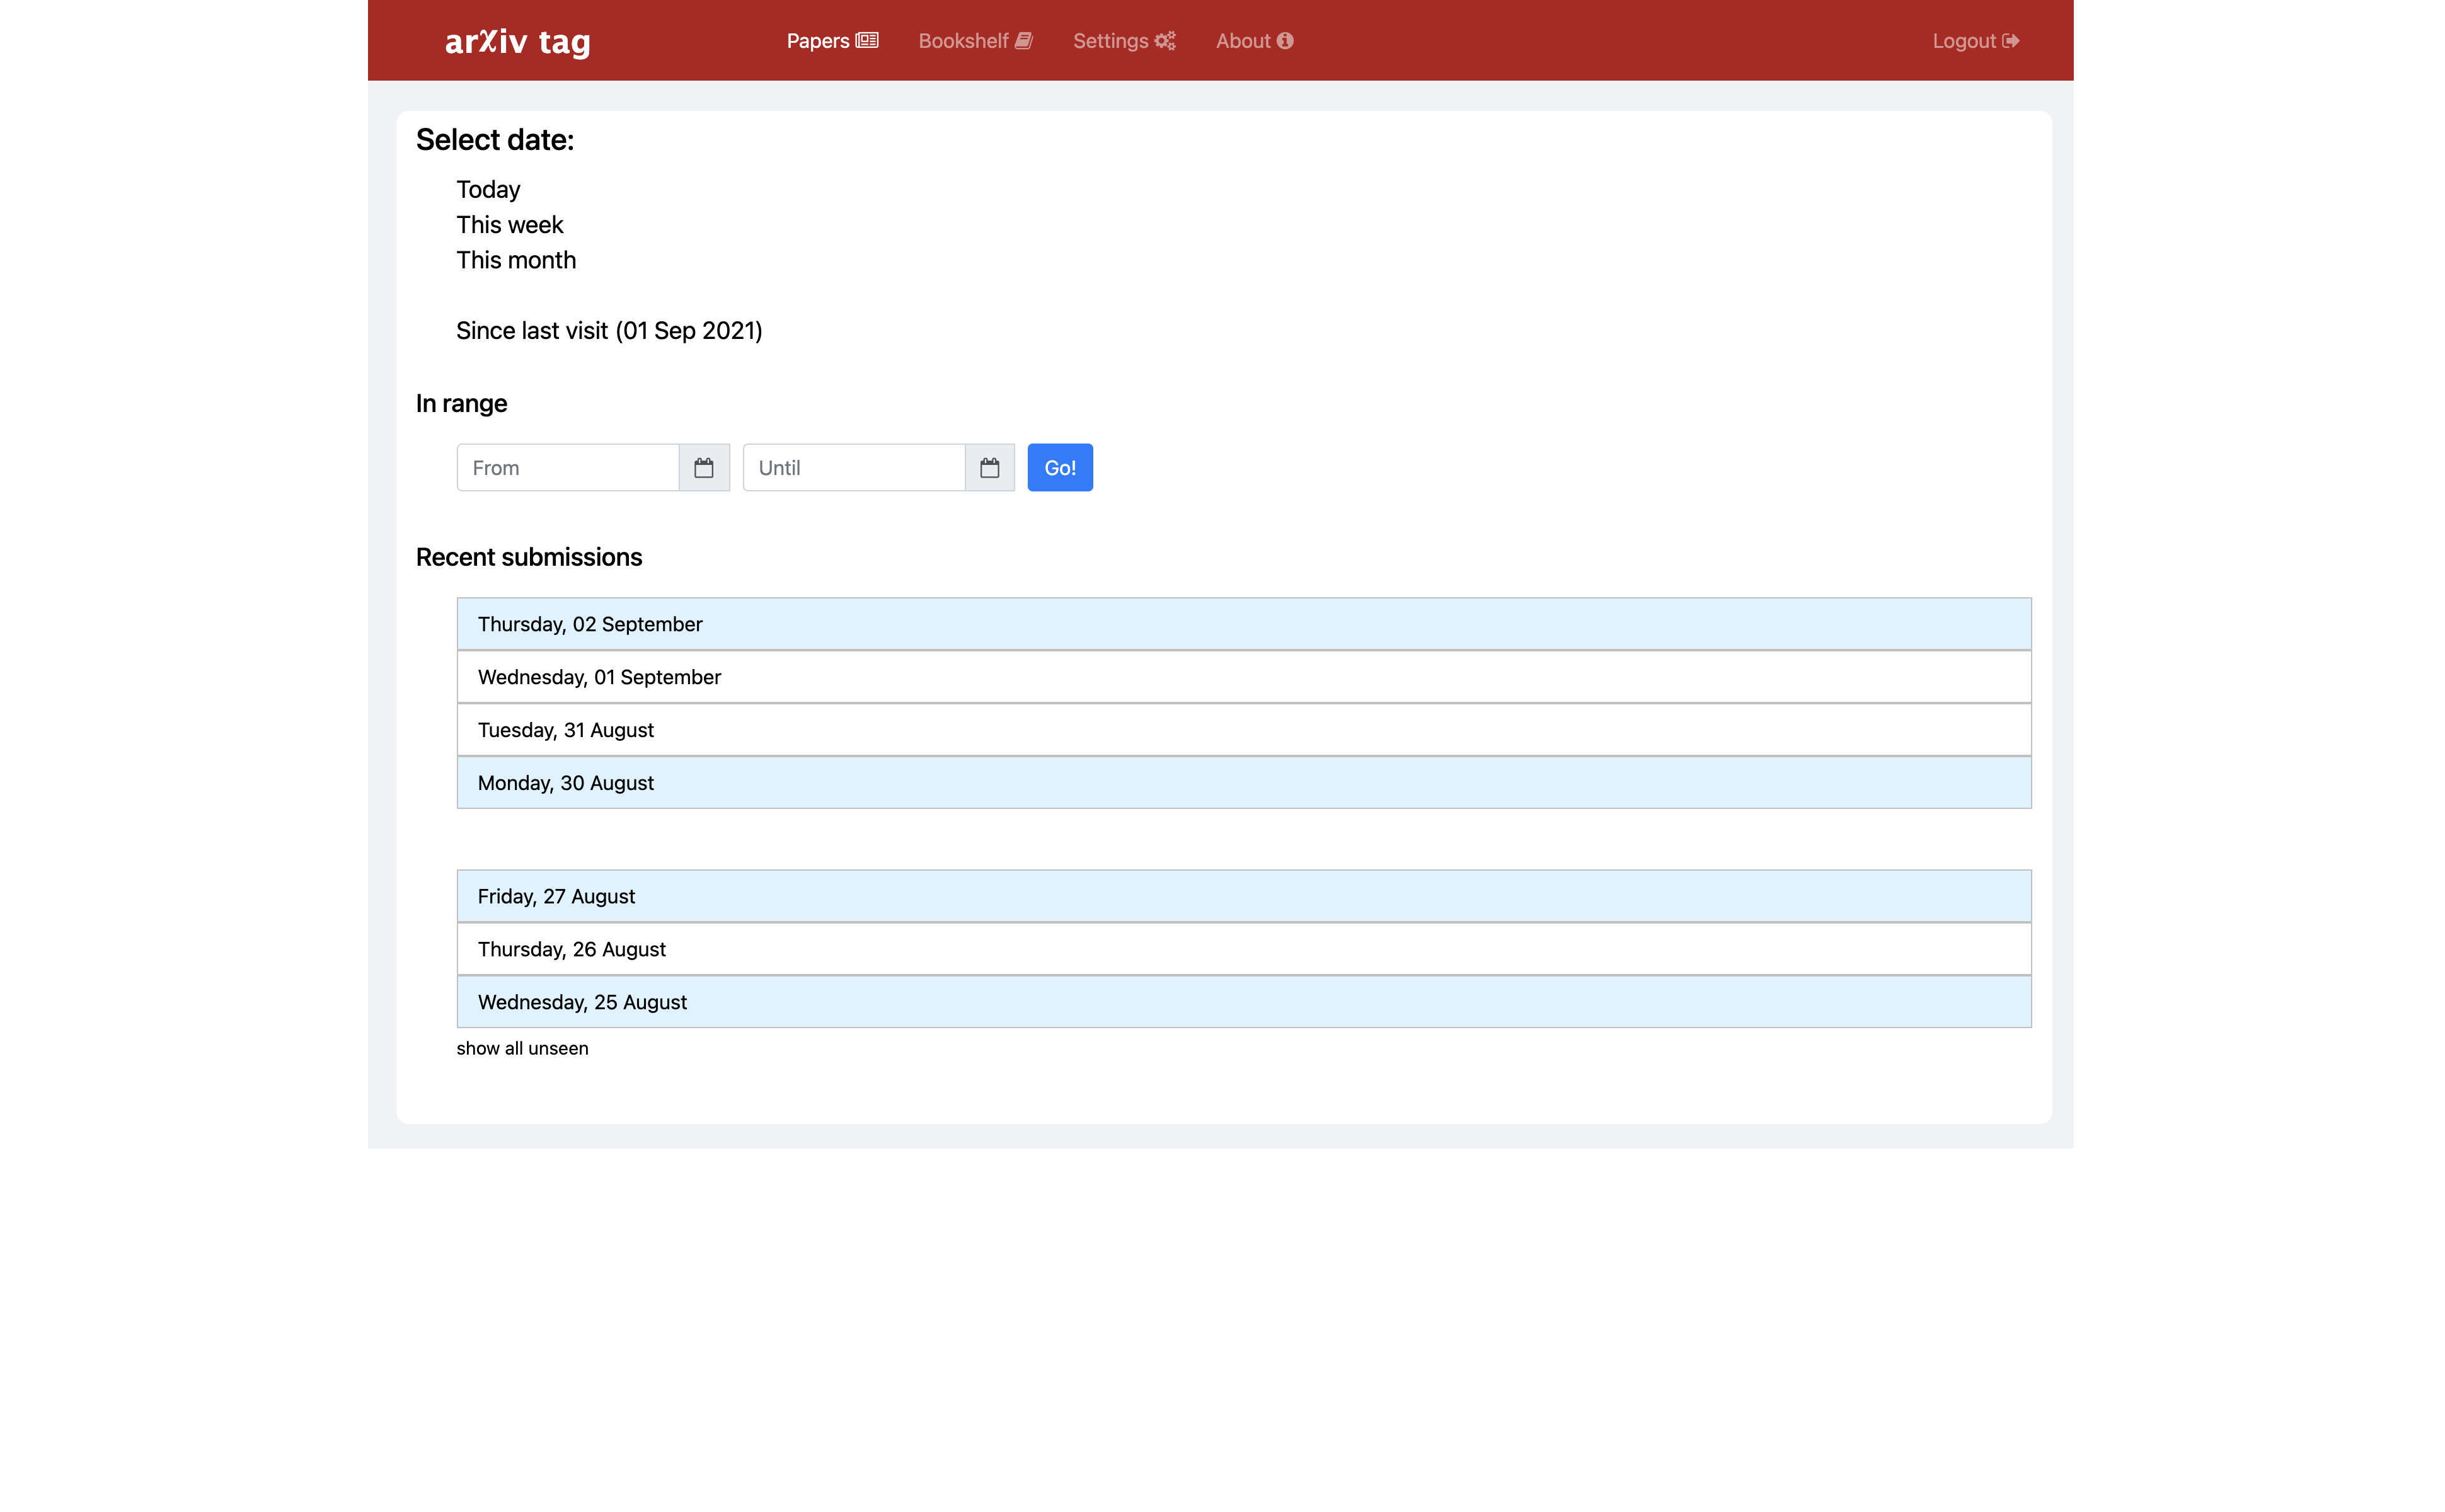 arXiv tag
Papers
Bookshelf
Settings
About
Logout
Select date:
Today
This week
This month
Since last visit (01 Sep 2021)
In range
From
Until
Go!
Recent submissions
Thursday, 02 September
Wednesday, 01 September
Tuesday, 31 August
Monday, 30 August
Friday, 27 August
Thursday, 26 August
Wednesday, 25 August
show all unseen